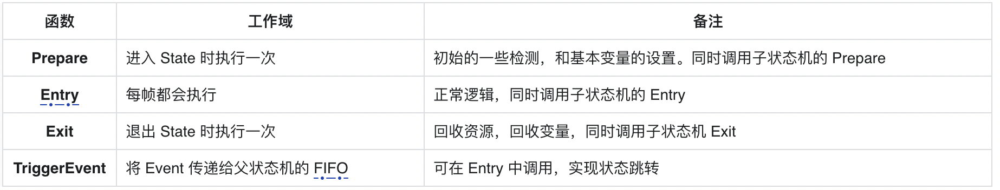 函数 工作域 备注
Prepare 进入 State 时执行一次 初始的一些检测，和基本变量的设置。同时调用子状态机的 Prepare
Entry 每帧都会执行 正常逻辑，同时调用子状态机的 Entry
Exit 退出 State 时执行一次 回收资源，回收变量，同时调用子状态机 Exit
TriggerEvent 将 Event 传递给父状态机的 FIFO 可在 Entry 中调用，实现状态跳转